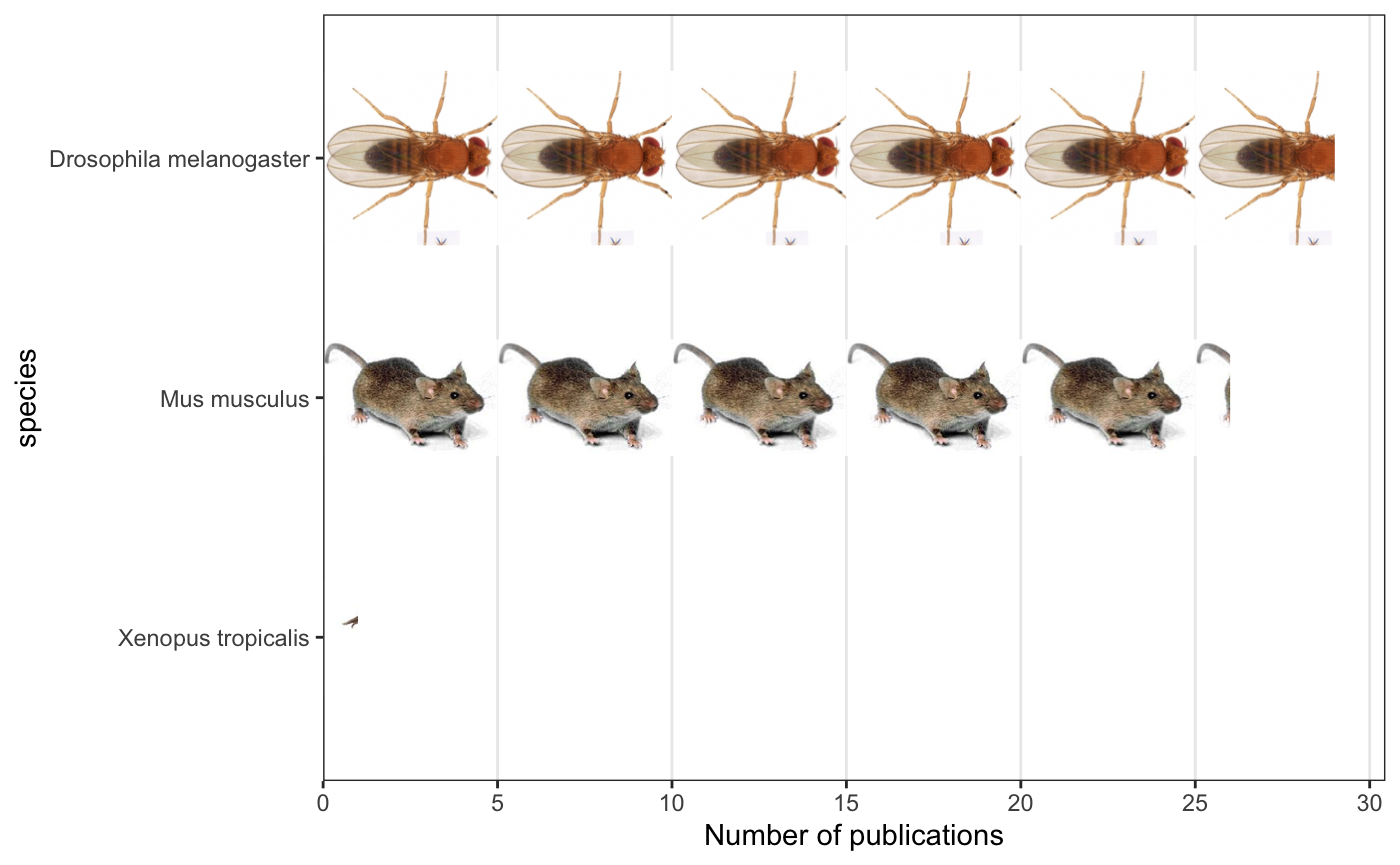 Drosophila melanogaster
species
Mus musculus
Xenopus tropicalis
0 5 10 15 20 25 30
Number of publications